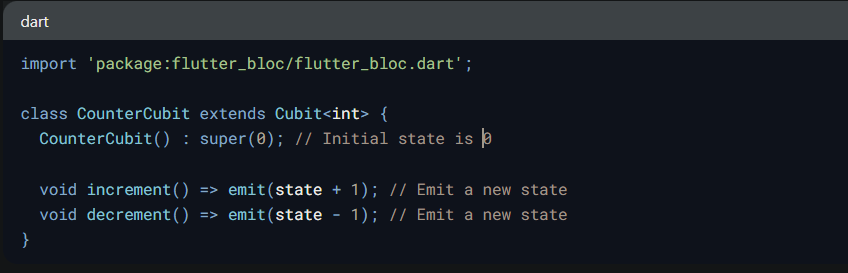 dart
import 'package:flutter_bloc/flutter_bloc.dart';
class CounterCubit extends Cubit<int> {
  CounterCubit() : super(0); // Initial state is 0
  void increment() => emit(state + 1); // Emit a new state
  void decrement() => emit(state - 1); // Emit a new state
}